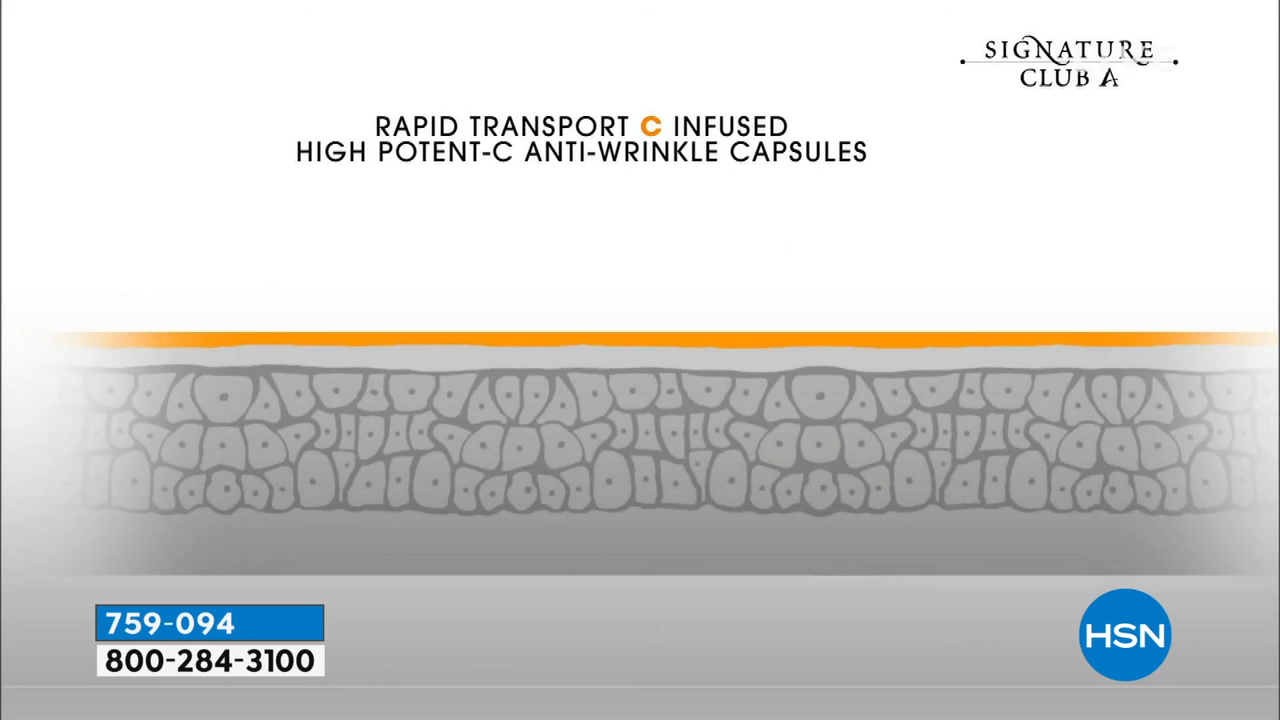 SIGNATURE
CLUB A
RAPID TRANSPORT C INFUSED
HIGH POTENT-C ANTI-WRINKLE CAPSULES
759-094
800-284-3100
HSN